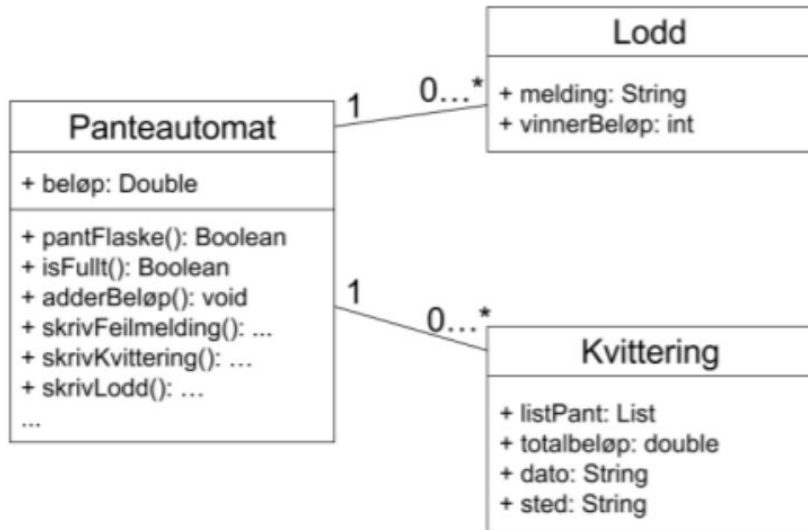 Panteautomat
+ beløp: Double
+ pantFlaske(): Boolean
+ isFullt(): Boolean
+ adderBeløp(): void
+ skrivFeilmelding(): ...
+ skrivKvittering(): ...
+ skrivLodd(): ...
...
1
0...*
Lodd
+ melding: String
+ vinnerBeløp: int
1
0...*
Kvittering
+ listPant: List
+ totalbeløp: double
+ dato: String
+ sted: String